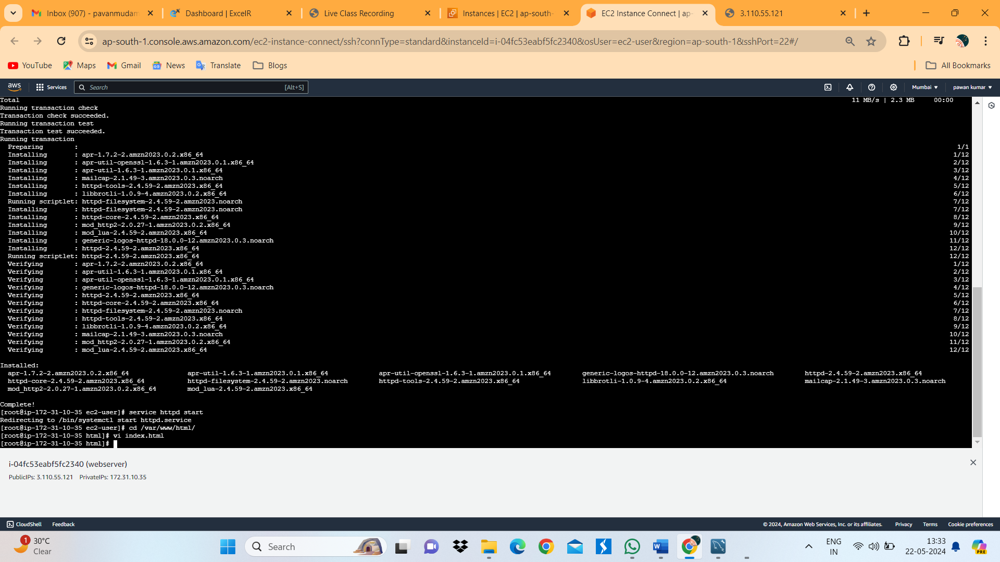 Inbox (907) - pavanmudam
Dashboard | ExcelR
Live Class Recording
Instances | EC2 | ap-south-
EC2 Instance Connect | ap-
3.110.55.121
ap-south-1.console.aws.amazon.com/ec2-instance-connect/ssh?connType=standard&instanceId=i-04fc53eabf5fc2340&osUser=ec2-user&region=ap-south-1&sshPort=22#/
YouTube Maps Gmail News Translate Blogs All Bookmarks
aws Services Search [Alt+S] Mumbai pawan kumar
Total 11 MB/s | 2.3 MB 00:00
Running transaction check
Transaction check succeeded.
Running transaction test
Transaction test succeeded.
Running transaction
Preparing : 1/1
Installing : apr-1.7.2-2.amzn2023.0.2.x86_64 1/12
Installing : apr-util-openssl-1.6.3-1.amzn2023.0.1.x86_64 2/12
Installing : apr-util-1.6.3-1.amzn2023.0.1.x86_64 3/12
Installing : mailcap-2.1.49-3.amzn2023.0.3.noarch 4/12
Installing : httpd-tools-2.4.59-2.amzn2023.x86_64 5/12
Installing : libbrotli-1.0.9-4.amzn2023.0.2.x86_64 6/12
Running scriptlet: httpd-filesystem-2.4.59-2.amzn2023.noarch 7/12
Installing : httpd-filesystem-2.4.59-2.amzn2023.noarch 7/12
Installing : httpd-core-2.4.59-2.amzn2023.x86_64 8/12
Installing : mod_http2-2.0.27-1.amzn2023.0.2.x86_64 9/12
Installing : mod_lua-2.4.59-2.amzn2023.x86_64 10/12
Installing : generic-logos-httpd-18.0.0-12.amzn2023.0.3.noarch 11/12
Installing : httpd-2.4.59-2.amzn2023.x86_64 12/12
Running scriptlet: httpd-2.4.59-2.amzn2023.x86_64 12/12
Verifying : apr-1.7.2-2.amzn2023.0.2.x86_64 1/12
Verifying : apr-util-1.6.3-1.amzn2023.0.1.x86_64 2/12
Verifying : apr-util-openssl-1.6.3-1.amzn2023.0.1.x86_64 3/12
Verifying : generic-logos-httpd-18.0.0-12.amzn2023.0.3.noarch 4/12
Verifying : httpd-2.4.59-2.amzn2023.x86_64 5/12
Verifying : httpd-core-2.4.59-2.amzn2023.x86_64 6/12
Verifying : httpd-filesystem-2.4.59-2.amzn2023.noarch 7/12
Verifying : httpd-tools-2.4.59-2.amzn2023.x86_64 8/12
Verifying : libbrotli-1.0.9-4.amzn2023.0.2.x86_64 9/12
Verifying : mailcap-2.1.49-3.amzn2023.0.3.noarch 10/12
Verifying : mod_http2-2.0.27-1.amzn2023.0.2.x86_64 11/12
Verifying : mod_lua-2.4.59-2.amzn2023.x86_64 12/12
Installed:
apr-1.7.2-2.amzn2023.0.2.x86_64 apr-util-1.6.3-1.amzn2023.0.1.x86_64 apr-util-openssl-1.6.3-1.amzn2023.0.1.x86_64 generic-logos-httpd-18.0.0-12.amzn2023.0.3.noarch httpd-2.4.59-2.amzn2023.x86_64
httpd-core-2.4.59-2.amzn2023.x86_64 httpd-filesystem-2.4.59-2.amzn2023.noarch httpd-tools-2.4.59-2.amzn2023.x86_64 libbrotli-1.0.9-4.amzn2023.0.2.x86_64 mailcap-2.1.49-3.amzn2023.0.3.noarch
mod_http2-2.0.27-1.amzn2023.0.2.x86_64 mod_lua-2.4.59-2.amzn2023.x86_64
Complete!
[root@ip-172-31-10-35 ec2-user]# service httpd start
Redirecting to /bin/systemctl start httpd.service
[root@ip-172-31-10-35 ec2-user]# cd /var/www/html/
[root@ip-172-31-10-35 html]# vi index.html
[root@ip-172-31-10-35 html]#
i-04fc53eabf5fc2340 (webserver)
PublicIPs: 3.110.55.121 PrivateIPs: 172.31.10.35
CloudShell Feedback © 2024, Amazon Web Services, Inc. or its affiliates. Privacy Terms Cookie preferences
1 30°C
Clear
Search
ENG
IN
13:33
22-05-2024
PRE